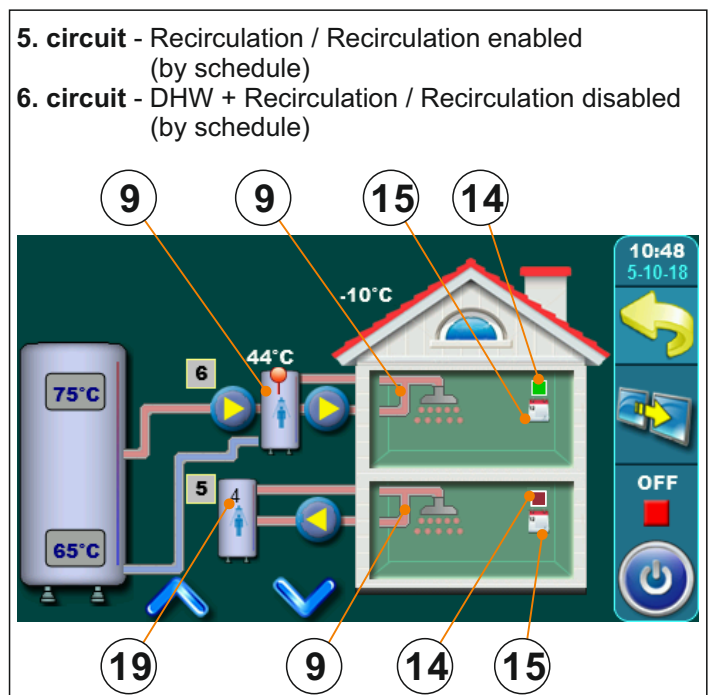 5. circuit - Recirculation / Recirculation enabled
(by schedule)
6. circuit - DHW + Recirculation / Recirculation disabled
(by schedule)
9 9 15 14
10:48
5-10-18
-10°C
44°C
6
75°C
5
4
OFF
65°C
19 9 14 15